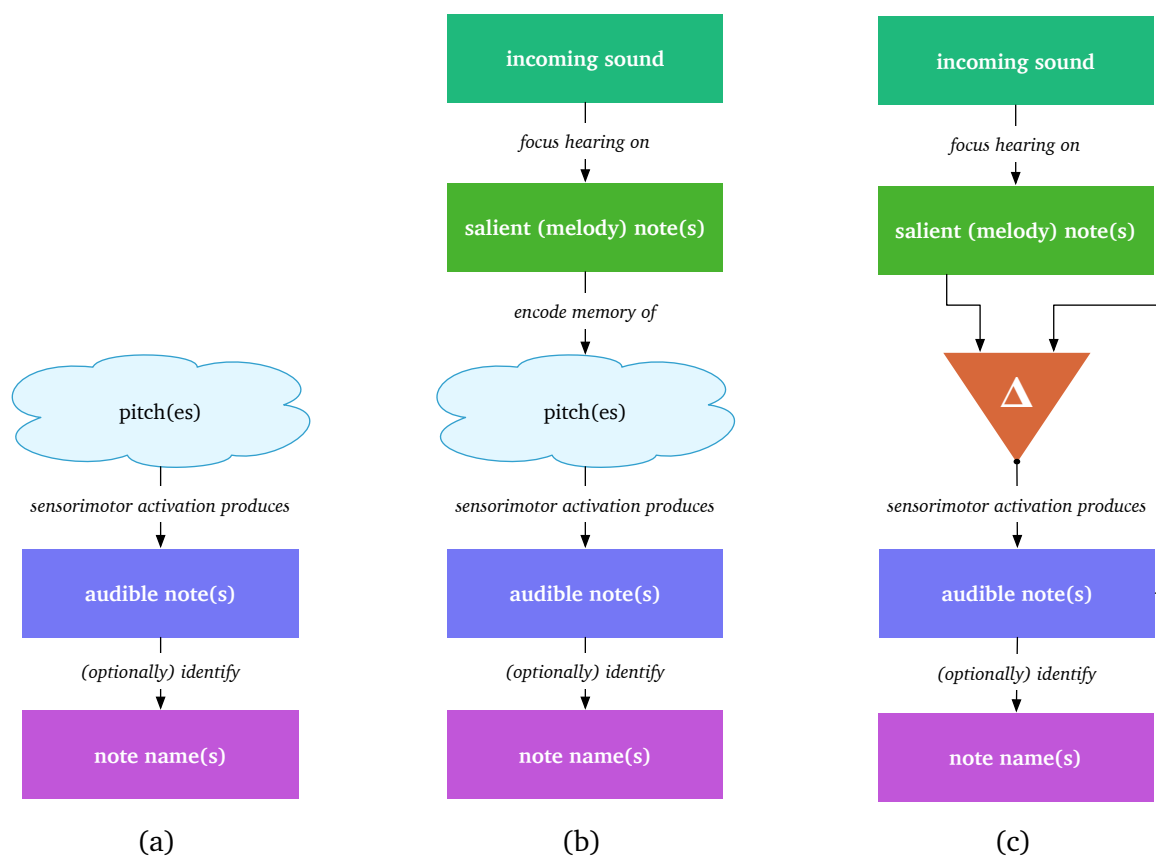 pitch(es)
sensorimotor activation produces
audible note(s)
(optionally) identify
note name(s)
(a)
incoming sound
focus hearing on
salient (melody) note(s)
encode memory of
pitch(es)
sensorimotor activation produces
audible note(s)
(optionally) identify
note name(s)
(b)
incoming sound
focus hearing on
salient (melody) note(s)
Δ
sensorimotor activation produces
audible note(s)
(optionally) identify
note name(s)
(c)